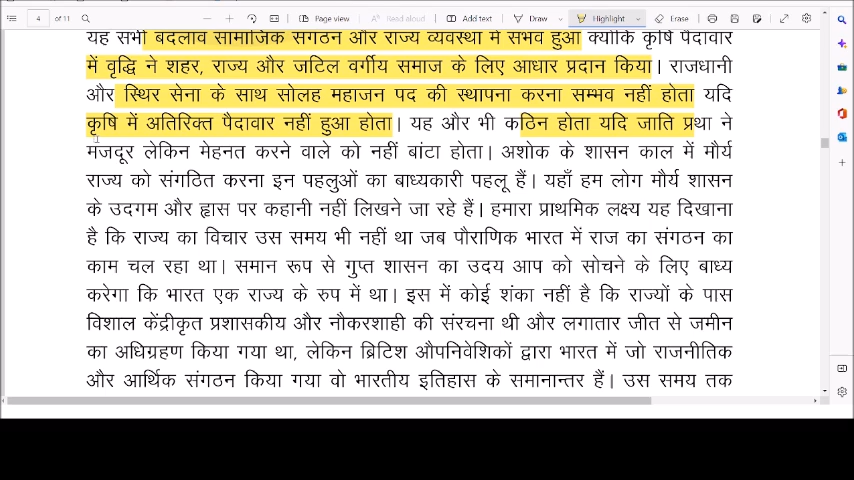 4 of 11 Page view Read aloud Add text Draw Highlight Erase
यह सभी बदलाव सामाजिक संगठन और राज्य व्यवस्था में संभव हुआ क्योंकि कृषि पैदावार
में वृद्धि ने शहर, राज्य और जटिल वर्गीय समाज के लिए आधार प्रदान किया। राजधानी
और स्थिर सेना के साथ सोलह महाजन पद की स्थापना करना सम्भव नहीं होता यदि
कृषि में अतिरिक्त पैदावार नहीं हुआ होता। यह और भी कठिन होता यदि जाति प्रथा ने
मजदूर लेकिन मेहनत करने वाले को नहीं बांटा होता। अशोक के शासन काल में मौर्य
राज्य को संगठित करना इन पहलुओं का बाध्यकारी पहलू हैं। यहाँ हम लोग मौर्य शासन
के उदगम और ह्रास पर कहानी नहीं लिखने जा रहे हैं। हमारा प्राथमिक लक्ष्य यह दिखाना
है कि राज्य का विचार उस समय भी नहीं था जब पौराणिक भारत में राज का संगठन का
काम चल रहा था। समान रूप से गुप्त शासन का उदय आप को सोचने के लिए बाध्य
करेगा कि भारत एक राज्य के रुप में था। इस में कोई शंका नहीं है कि राज्यों के पास
विशाल केंद्रीकृत प्रशासकीय और नौकरशाही की संरचना थी और लगातार जीत से जमीन
का अधिग्रहण किया गया था, लेकिन ब्रिटिश औपनिवेशिकों द्वारा भारत में जो राजनीतिक
और आर्थिक संगठन किया गया वो भारतीय इतिहास के समानान्तर हैं। उस समय तक